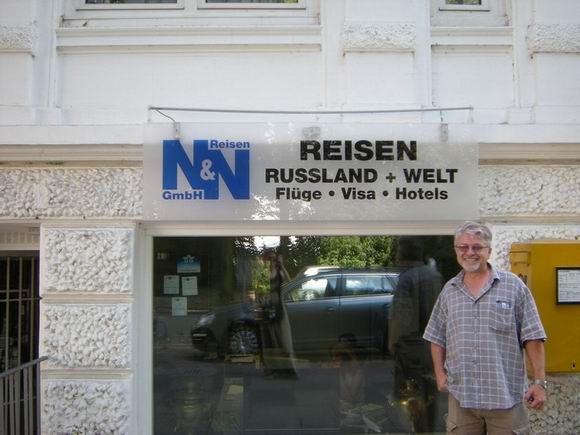 Reisen
N&N
GmbH
REISEN
RUSSLAND + WELT
Flüge • Visa • Hotels